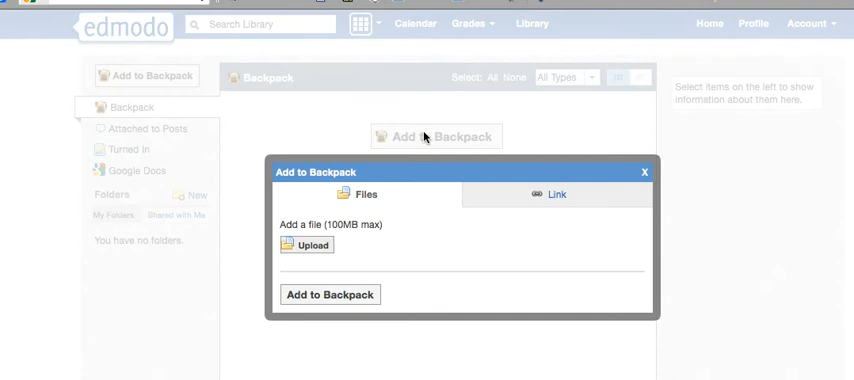 edmodo
Search Library
Calendar
Grades
Library
Home
Profile
Account
Add to Backpack
Backpack
Select: All None
All Types
Select items on the left to show
information about them here.
Backpack
Attached to Posts
Turned In
Google Docs
Folders
New
My Folders
Shared with Me
You have no folders.
Add to Backpack
Add to Backpack
X
Files
Link
Add a file (100MB max)
Upload
Add to Backpack